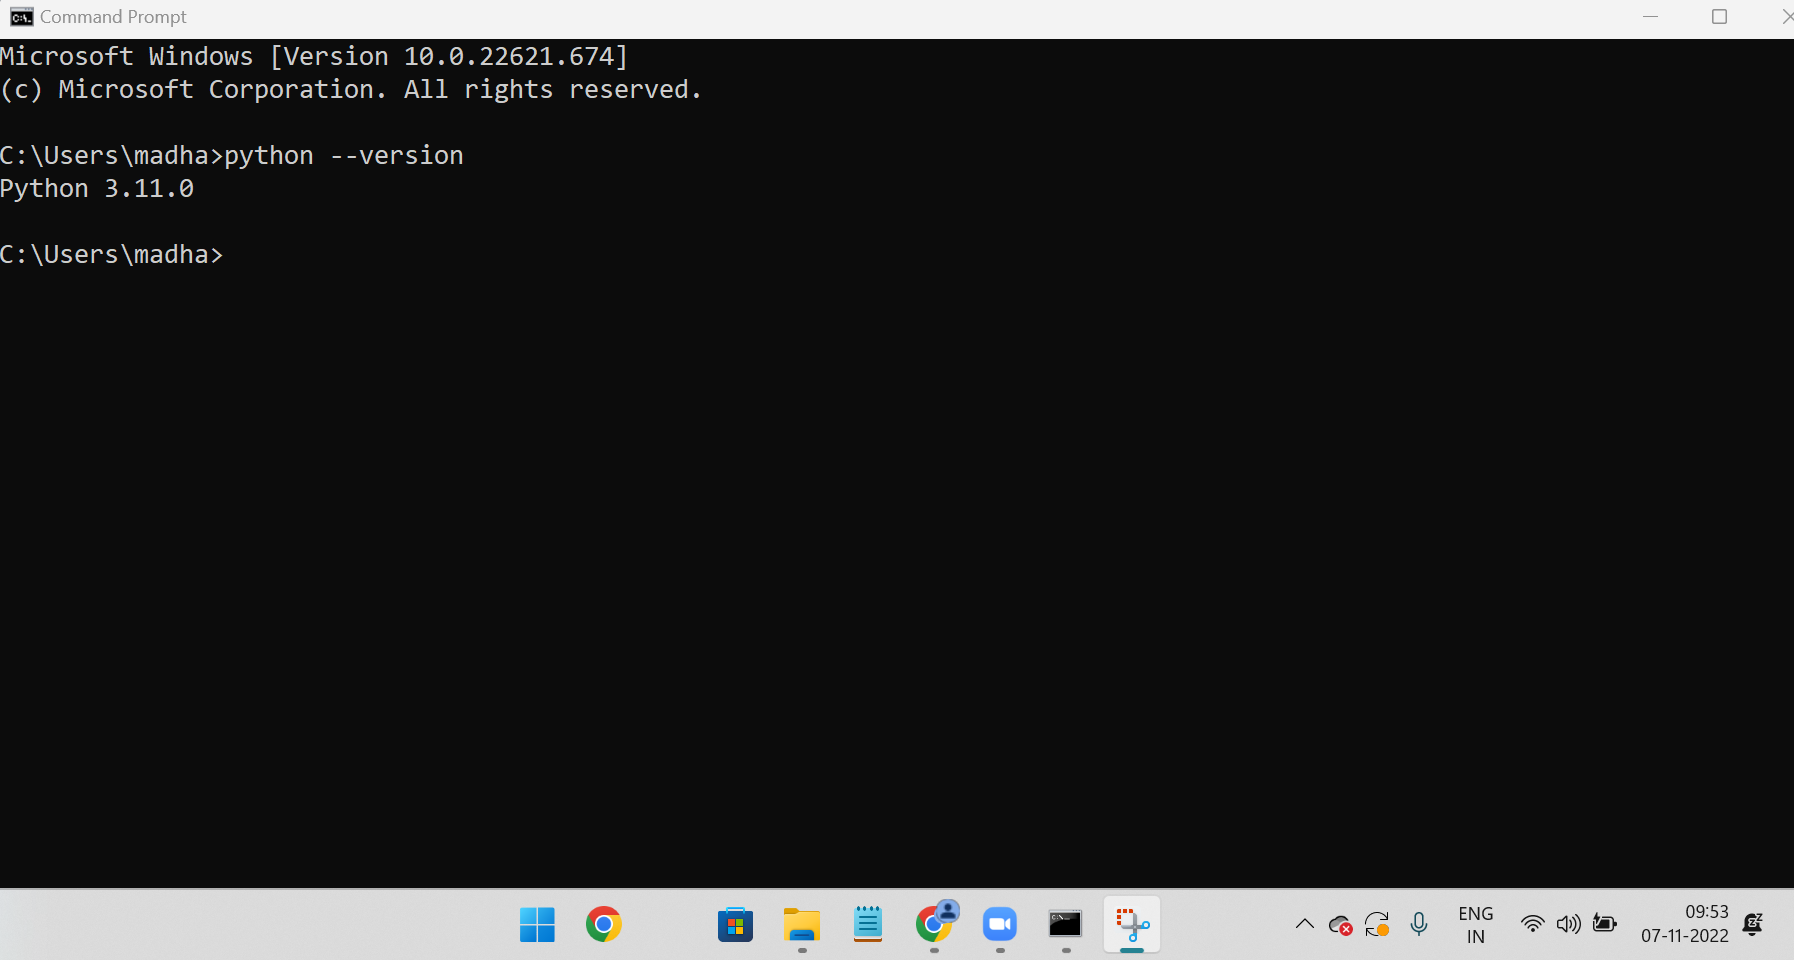 Command Prompt
Microsoft Windows [Version 10.0.22621.674]
(c) Microsoft Corporation. All rights reserved.
C:\Users\madha>python --version
Python 3.11.0
C:\Users\madha>
ENG
IN
09:53
07-11-2022